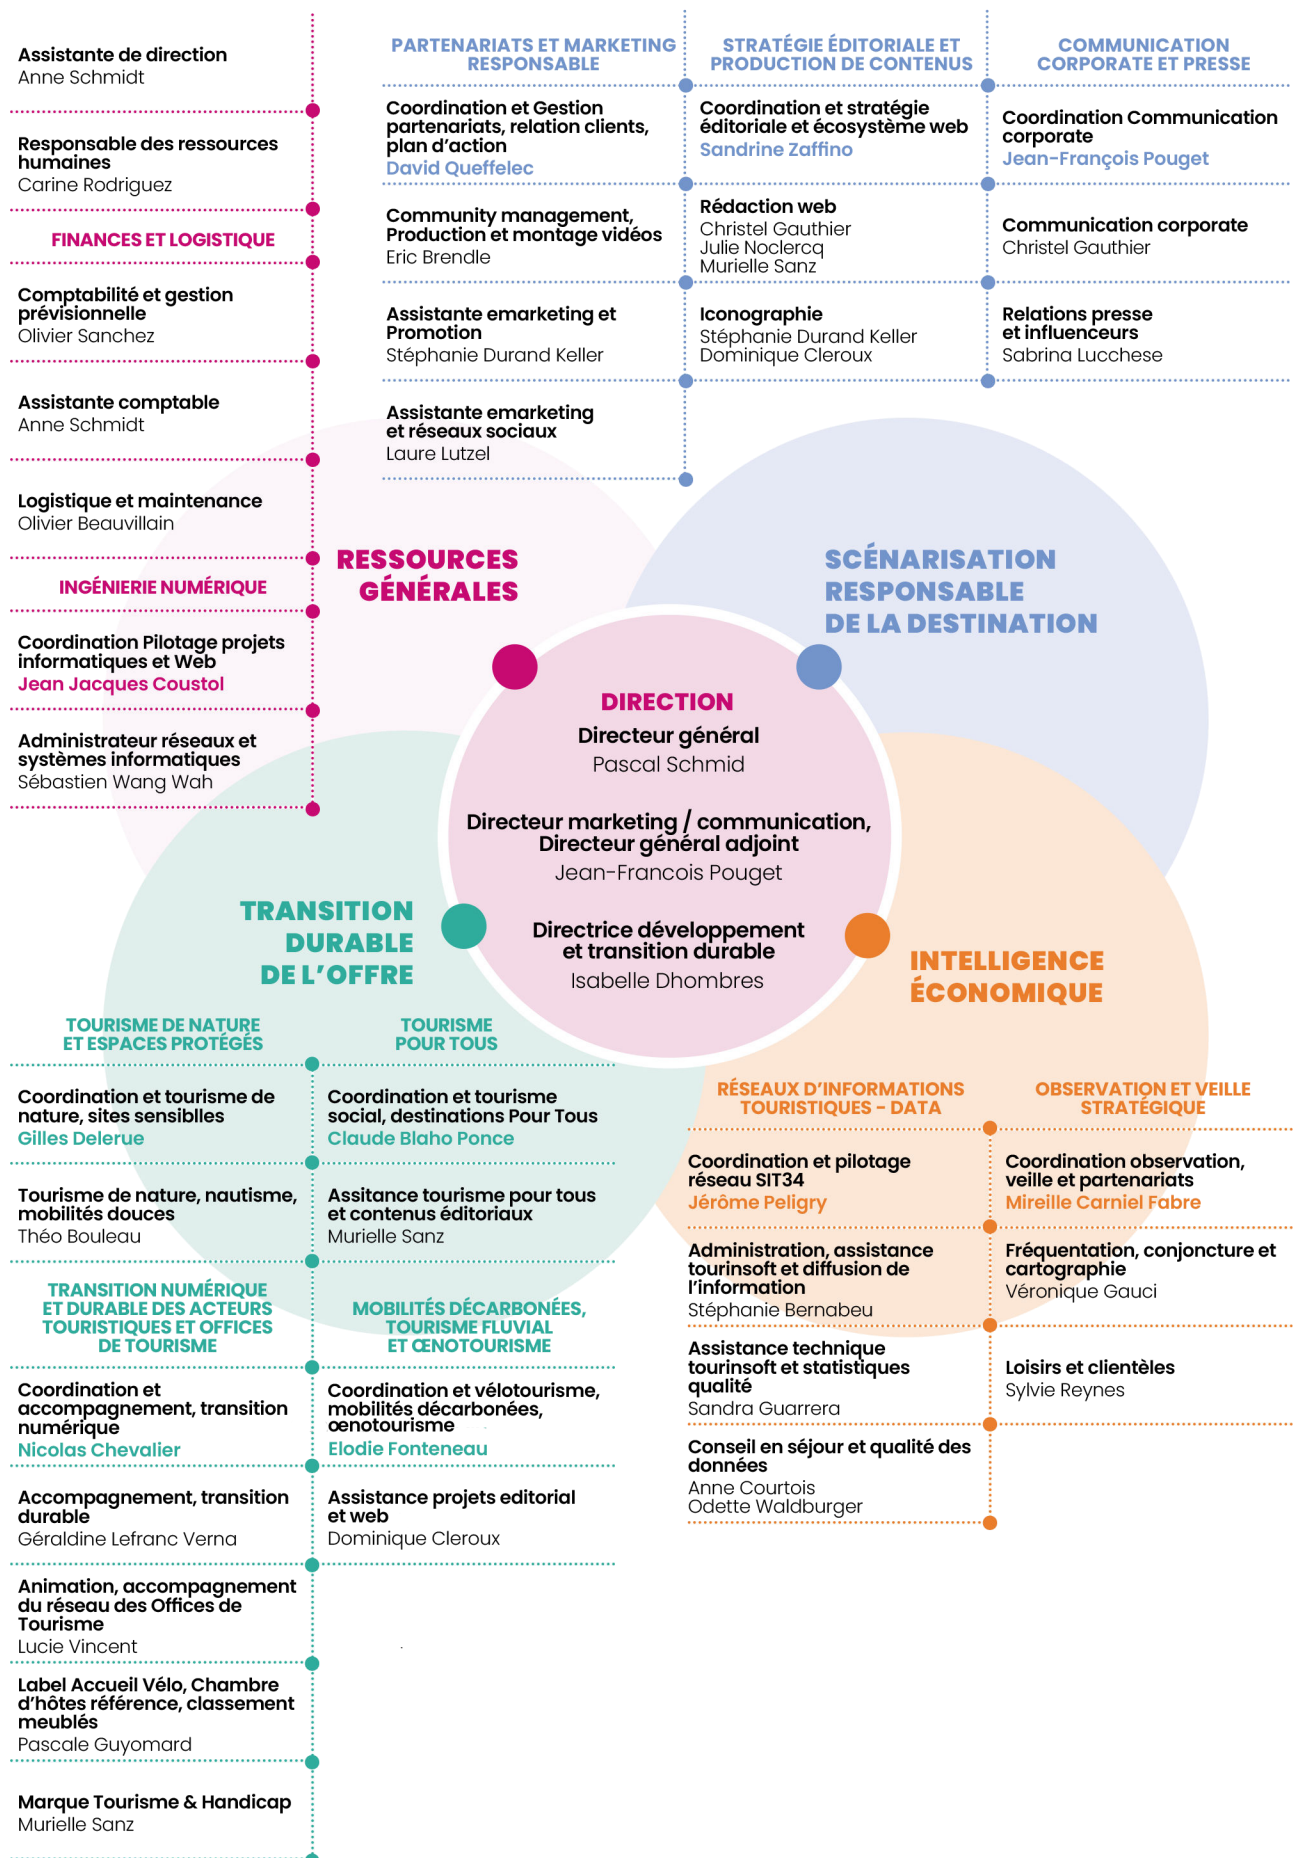 Assistante de direction
Anne Schmidt
Responsable des ressources
humaines
Carine Rodriguez
FINANCES ET LOGISTIQUE
Comptabilité et gestion
prévisionnelle
Olivier Sanchez
Assistante comptable
Anne Schmidt
Logistique et maintenance
Olivier Beauvillain
INGÉNIERIE NUMÉRIQUE
Coordination Pilotage projets
informatiques et Web
Jean Jacques Coustol
Administrateur réseaux et
systèmes informatiques
Sébastien Wang Wah
PARTENARIATS ET MARKETING
RESPONSABLE
Coordination et Gestion
partenariats, relation clients,
plan d'action
David Queffelec
Community management,
Production et montage vidéos
Eric Brendle
Assistante emarketing et
Promotion
Stéphanie Durand Keller
Assistante emarketing
et réseaux sociaux
Laure Lutzel
STRATÉGIE ÉDITORIALE ET
PRODUCTION DE CONTENUS
Coordination et stratégie
éditoriale et écosystème web
Sandrine Zaffino
Rédaction web
Christel Gauthier
Julie Noclercq
Murielle Sanz
Iconographie
Stéphanie Durand Keller
Dominique Cleroux
COMMUNICATION
CORPORATE ET PRESSE
Coordination Communication
corporate
Jean-François Pouget
Communication corporate
Christel Gauthier
Relations presse
et influenceurs
Sabrina Lucchese
RESSOURCES
GÉNÉRALES
SCÉNARISATION
RESPONSABLE
DE LA DESTINATION
DIRECTION
Directeur général
Pascal Schmid
Directeur marketing / communication,
Directeur général adjoint
Jean-Francois Pouget
Directrice développement
et transition durable
Isabelle Dhombres
TRANSITION
DURABLE
DE L'OFFRE
INTELLIGENCE
ÉCONOMIQUE
TOURISME DE NATURE
ET ESPACES PROTÉGÉS
Coordination et tourisme de
nature, sites sensiblles
Gilles Delerue
Tourisme de nature, nautisme,
mobilités douces
Théo Bouleau
TOURISME
POUR TOUS
Coordination et tourisme
social, destinations Pour Tous
Claude Blaho Ponce
Assitance tourisme pour tous
et contenus éditoriaux
Murielle Sanz
TRANSITION NUMÉRIQUE
ET DURABLE DES ACTEURS
TOURISTIQUES ET OFFICES
DE TOURISME
Coordination et
accompagnement, transition
numérique
Nicolas Chevalier
Accompagnement, transition
durable
Géraldine Lefranc Verna
Animation, accompagnement
du réseau des Offices de
Tourisme
Lucie Vincent
Label Accueil Vélo, Chambre
d'hôtes référence, classement
meublés
Pascale Guyomard
Marque Tourisme & Handicap
Murielle Sanz
MOBILITÉS DÉCARBONÉES,
TOURISME FLUVIAL
ET ŒNOTOURISME
Coordination et vélotourisme,
mobilités décarbonées,
œnotourisme
Elodie Fonteneau
Assistance projets editorial
et web
Dominique Cleroux
RÉSEAUX D'INFORMATIONS
TOURISTIQUES - DATA
Coordination et pilotage
réseau SIT34
Jérôme Peligry
Administration, assistance
tourinsoft et diffusion de
l'information
Stéphanie Bernabeu
Assistance technique
tourinsoft et statistiques
qualité
Sandra Guarrera
Conseil en séjour et qualité des
données
Anne Courtois
Odette Waldburger
OBSERVATION ET VEILLE
STRATÉGIQUE
Coordination observation,
veille et partenariats
Mireille Carniel Fabre
Fréquentation, conjoncture et
cartographie
Véronique Gauci
Loisirs et clientèles
Sylvie Reynes